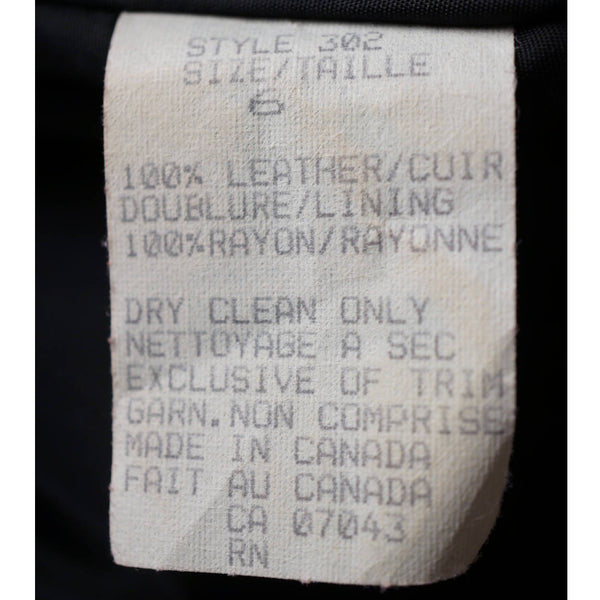 STYLE 302
SIZE/TAILLE
6
100% LEATHER/CUIR
DOUBLURE/LINING
100%RAYON/RAYONNE
DRY CLEAN ONLY
NETTOYAGE A SEC
EXCLUSIVE OF TRIM
GARN.NON COMPRISE
MADE IN CANADA
FAIT AU CANADA
CA 07043
RN